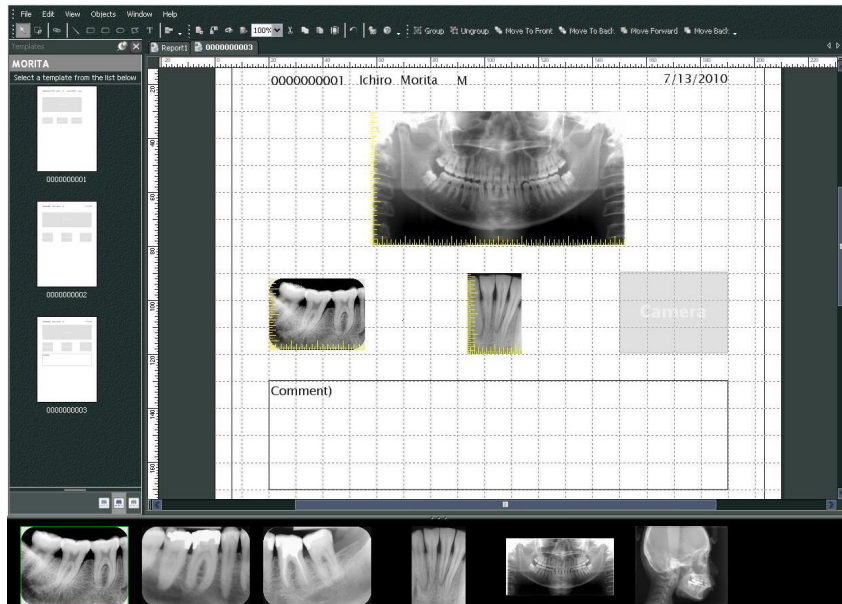 File Edit View Objects Window Help
100% Group Ungroup Move To Front Move To Back Move Forward Move Back
Templates
Report1 0000000003
MORITA
Select a template from the list below
0000000001
0000000002
0000000003
0000000001 Ichiro Morita M 7/13/2010
Camera
Comment)